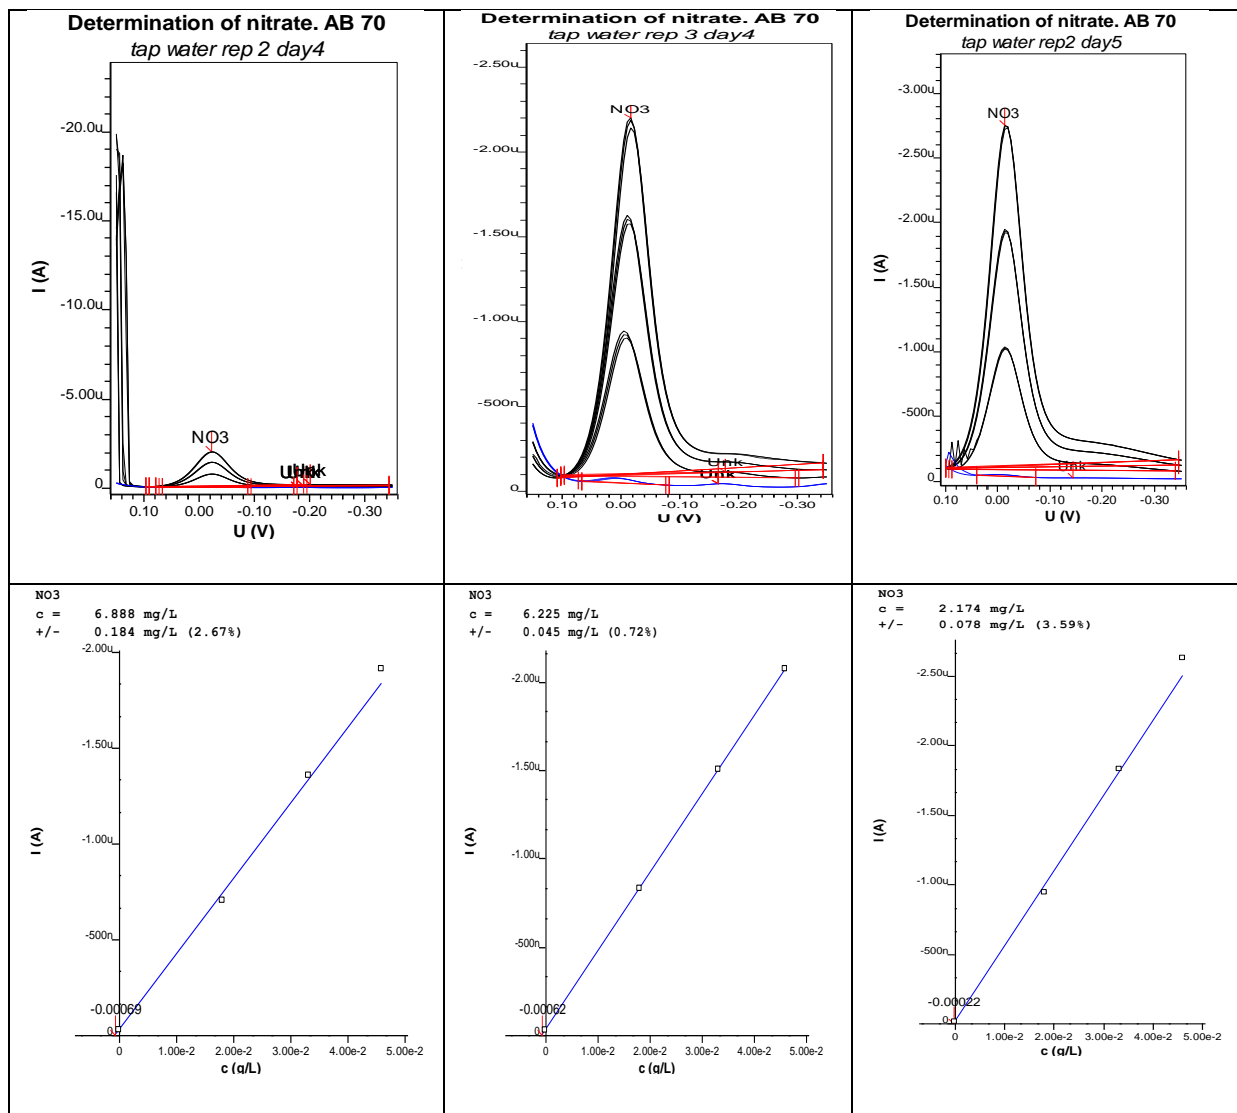 Determination of nitrate. AB 70
tap water rep 2 day4
-20.0u
-15.0u
-10.0u
-5.00u
0
I (A)
NO3
Unk
0.10 0.00 -0.10 -0.20 -0.30
U (V)
Determination of nitrate. AB 70
tap water rep 3 day4
-2.50u
-2.00u
-1.50u
-1.00u
-500n
0
NO3
Unk
Unk
0.10 0.00 -0.10 -0.20 -0.30
U (V)
Determination of nitrate. AB 70
tap water rep2 day5
-3.00u
-2.50u
-2.00u
-1.50u
-1.00u
-500n
0
I (A)
NO3
Unk
0.10 0.00 -0.10 -0.20 -0.30
U (V)
NO3
c = 6.888 mg/L
+/- 0.184 mg/L (2.67%)
-2.00u
-1.50u
-1.00u
-500n
0
I (A)
-0.00069
0 1.00e-2 2.00e-2 3.00e-2 4.00e-2 5.00e-2
c (g/L)
NO3
c = 6.225 mg/L
+/- 0.045 mg/L (0.72%)
-2.00u
-1.50u
-1.00u
-500n
0
I (A)
-0.00062
0 1.00e-2 2.00e-2 3.00e-2 4.00e-2 5.00e-2
c (g/L)
NO3
c = 2.174 mg/L
+/- 0.078 mg/L (3.59%)
-2.50u
-2.00u
-1.50u
-1.00u
-500n
0
I (A)
-0.00022
0 1.00e-2 2.00e-2 3.00e-2 4.00e-2 5.00e-2
c (g/L)